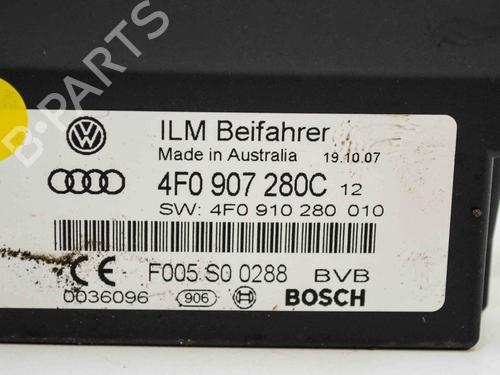 B-PARTS
ILM Beifahrer
Made in Australia 19.10.07
4F0 907 280C 12
SW: 4F0 910 280 010
F005 S0 0288 BVB
0036096 906 BOSCH